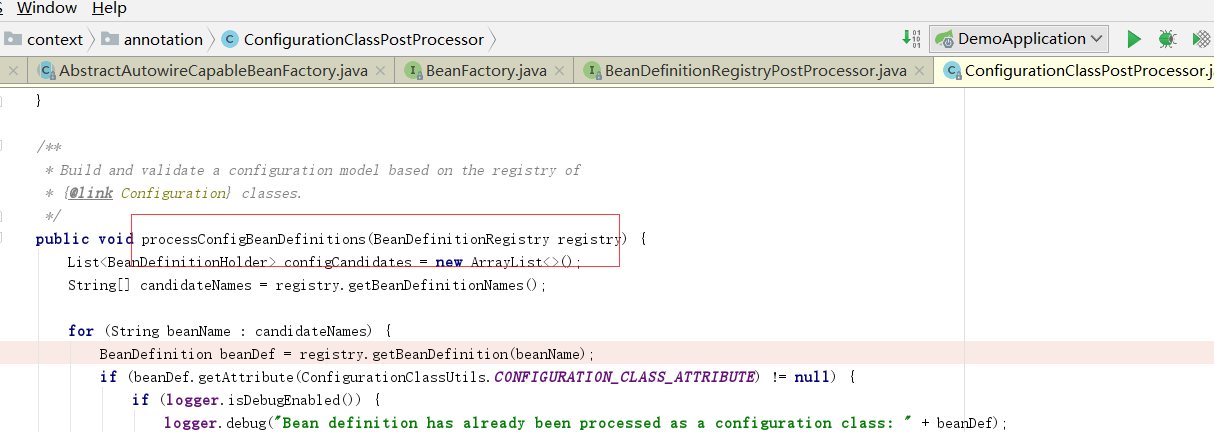 Window Help
context annotation ConfigurationClassPostProcessor DemoApplication
AbstractAutowireCapableBeanFactory.java BeanFactory.java BeanDefinitionRegistryPostProcessor.java ConfigurationClassPostProcessor.j
}
/**
* Build and validate a configuration model based on the registry of
* {@link Configuration} classes.
*/
public void processConfigBeanDefinitions(BeanDefinitionRegistry registry) {
List<BeanDefinitionHolder> configCandidates = new ArrayList<>();
String[] candidateNames = registry.getBeanDefinitionNames();
for (String beanName : candidateNames) {
BeanDefinition beanDef = registry.getBeanDefinition(beanName);
if (beanDef.getAttribute(ConfigurationClassUtils.CONFIGURATION_CLASS_ATTRIBUTE) != null) {
if (logger.isDebugEnabled()) {
logger.debug("Bean definition has already been processed as a configuration class: " + beanDef);